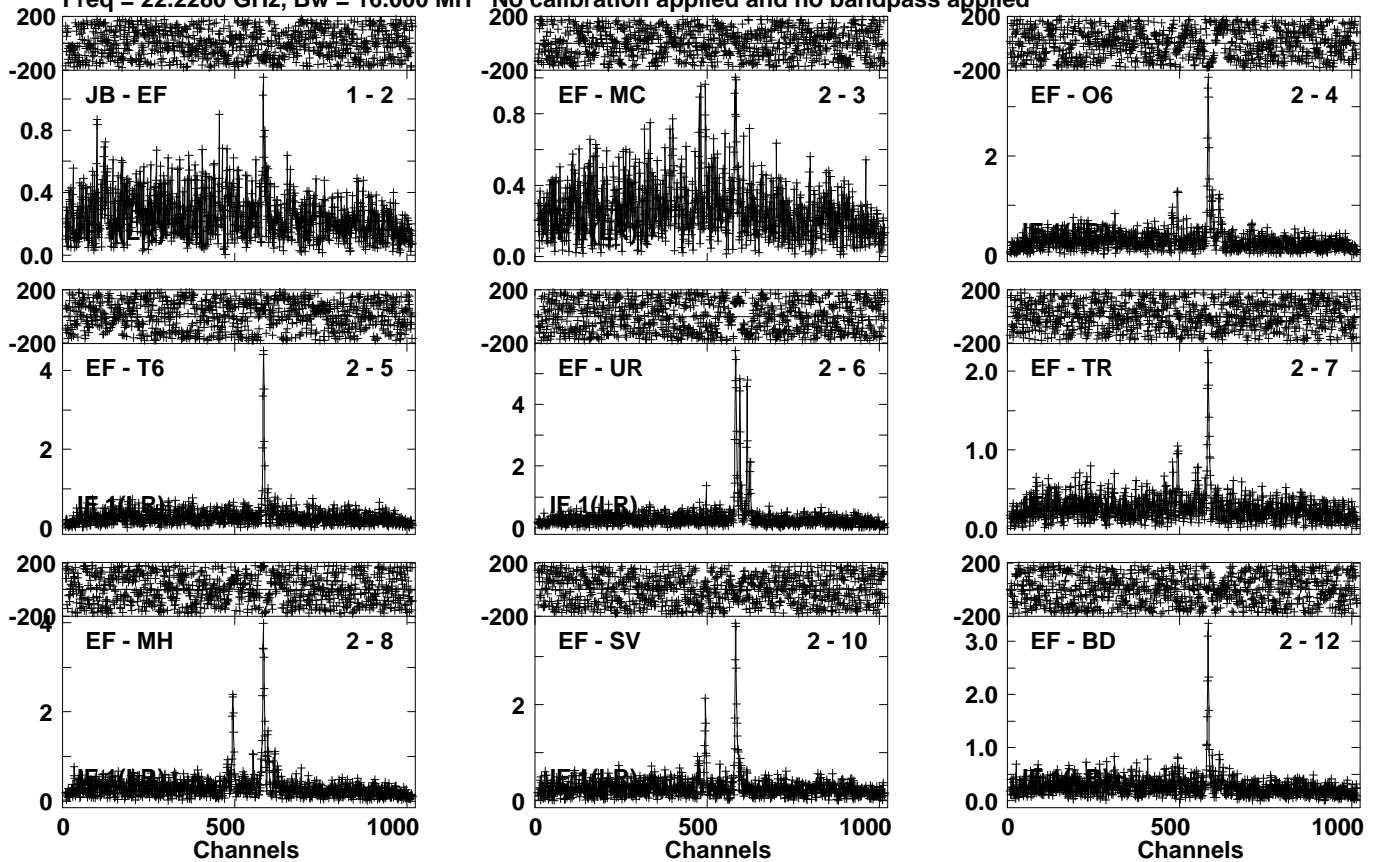 Freq = 22.2280 GHz, Bw = 16.000 MH No calibration applied and no bandpass applied
200 200 200
-200 -200 -200
JB - EF 1 - 2 EF - MC 2 - 3 EF - O6 2 - 4
0.8 0.8 2
0.4 0.4
0.0 0.0 0
200 200 200
-200 -200 -200
EF - T6 2 - 5 EF - UR 2 - 6 EF - TR 2 - 7
4 4 2.0
2 2 1.0
IF 1(LR) IF 1(LR)
0 0 0.0
200 200 200
-200 -200 -200
4
EF - MH 2 - 8 EF - SV 2 - 10 EF - BD 2 - 12
3.0
2 2 2.0
1.0
IF 1(LR) IF 1(LR)
0 0 0.0
0 500 1000 0 500 1000 0 500 1000
Channels Channels Channels